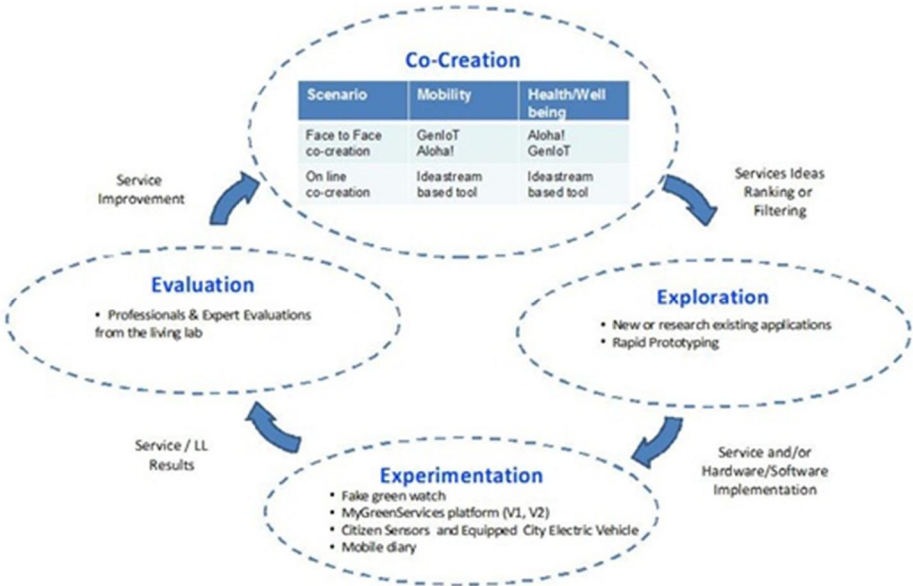 Co-Creation
Scenario Mobility Health/Well
being
Face to Face GenIoT Aloha!
co-creation Aloha! GenIoT
On line Ideastream Ideastream
co-creation based tool based tool
Services Ideas
Ranking or
Filtering
Exploration
• New or research existing applications
• Rapid Prototyping
Service and/or
Hardware/Software
Implementation
Experimentation
• Fake green watch
• MyGreenServices platform (V1, V2)
• Citizen Sensors and Equipped City Electric Vehicle
• Mobile diary
Service / LL
Results
Evaluation
• Professionals & Expert Evaluations
from the living lab
Service
Improvement